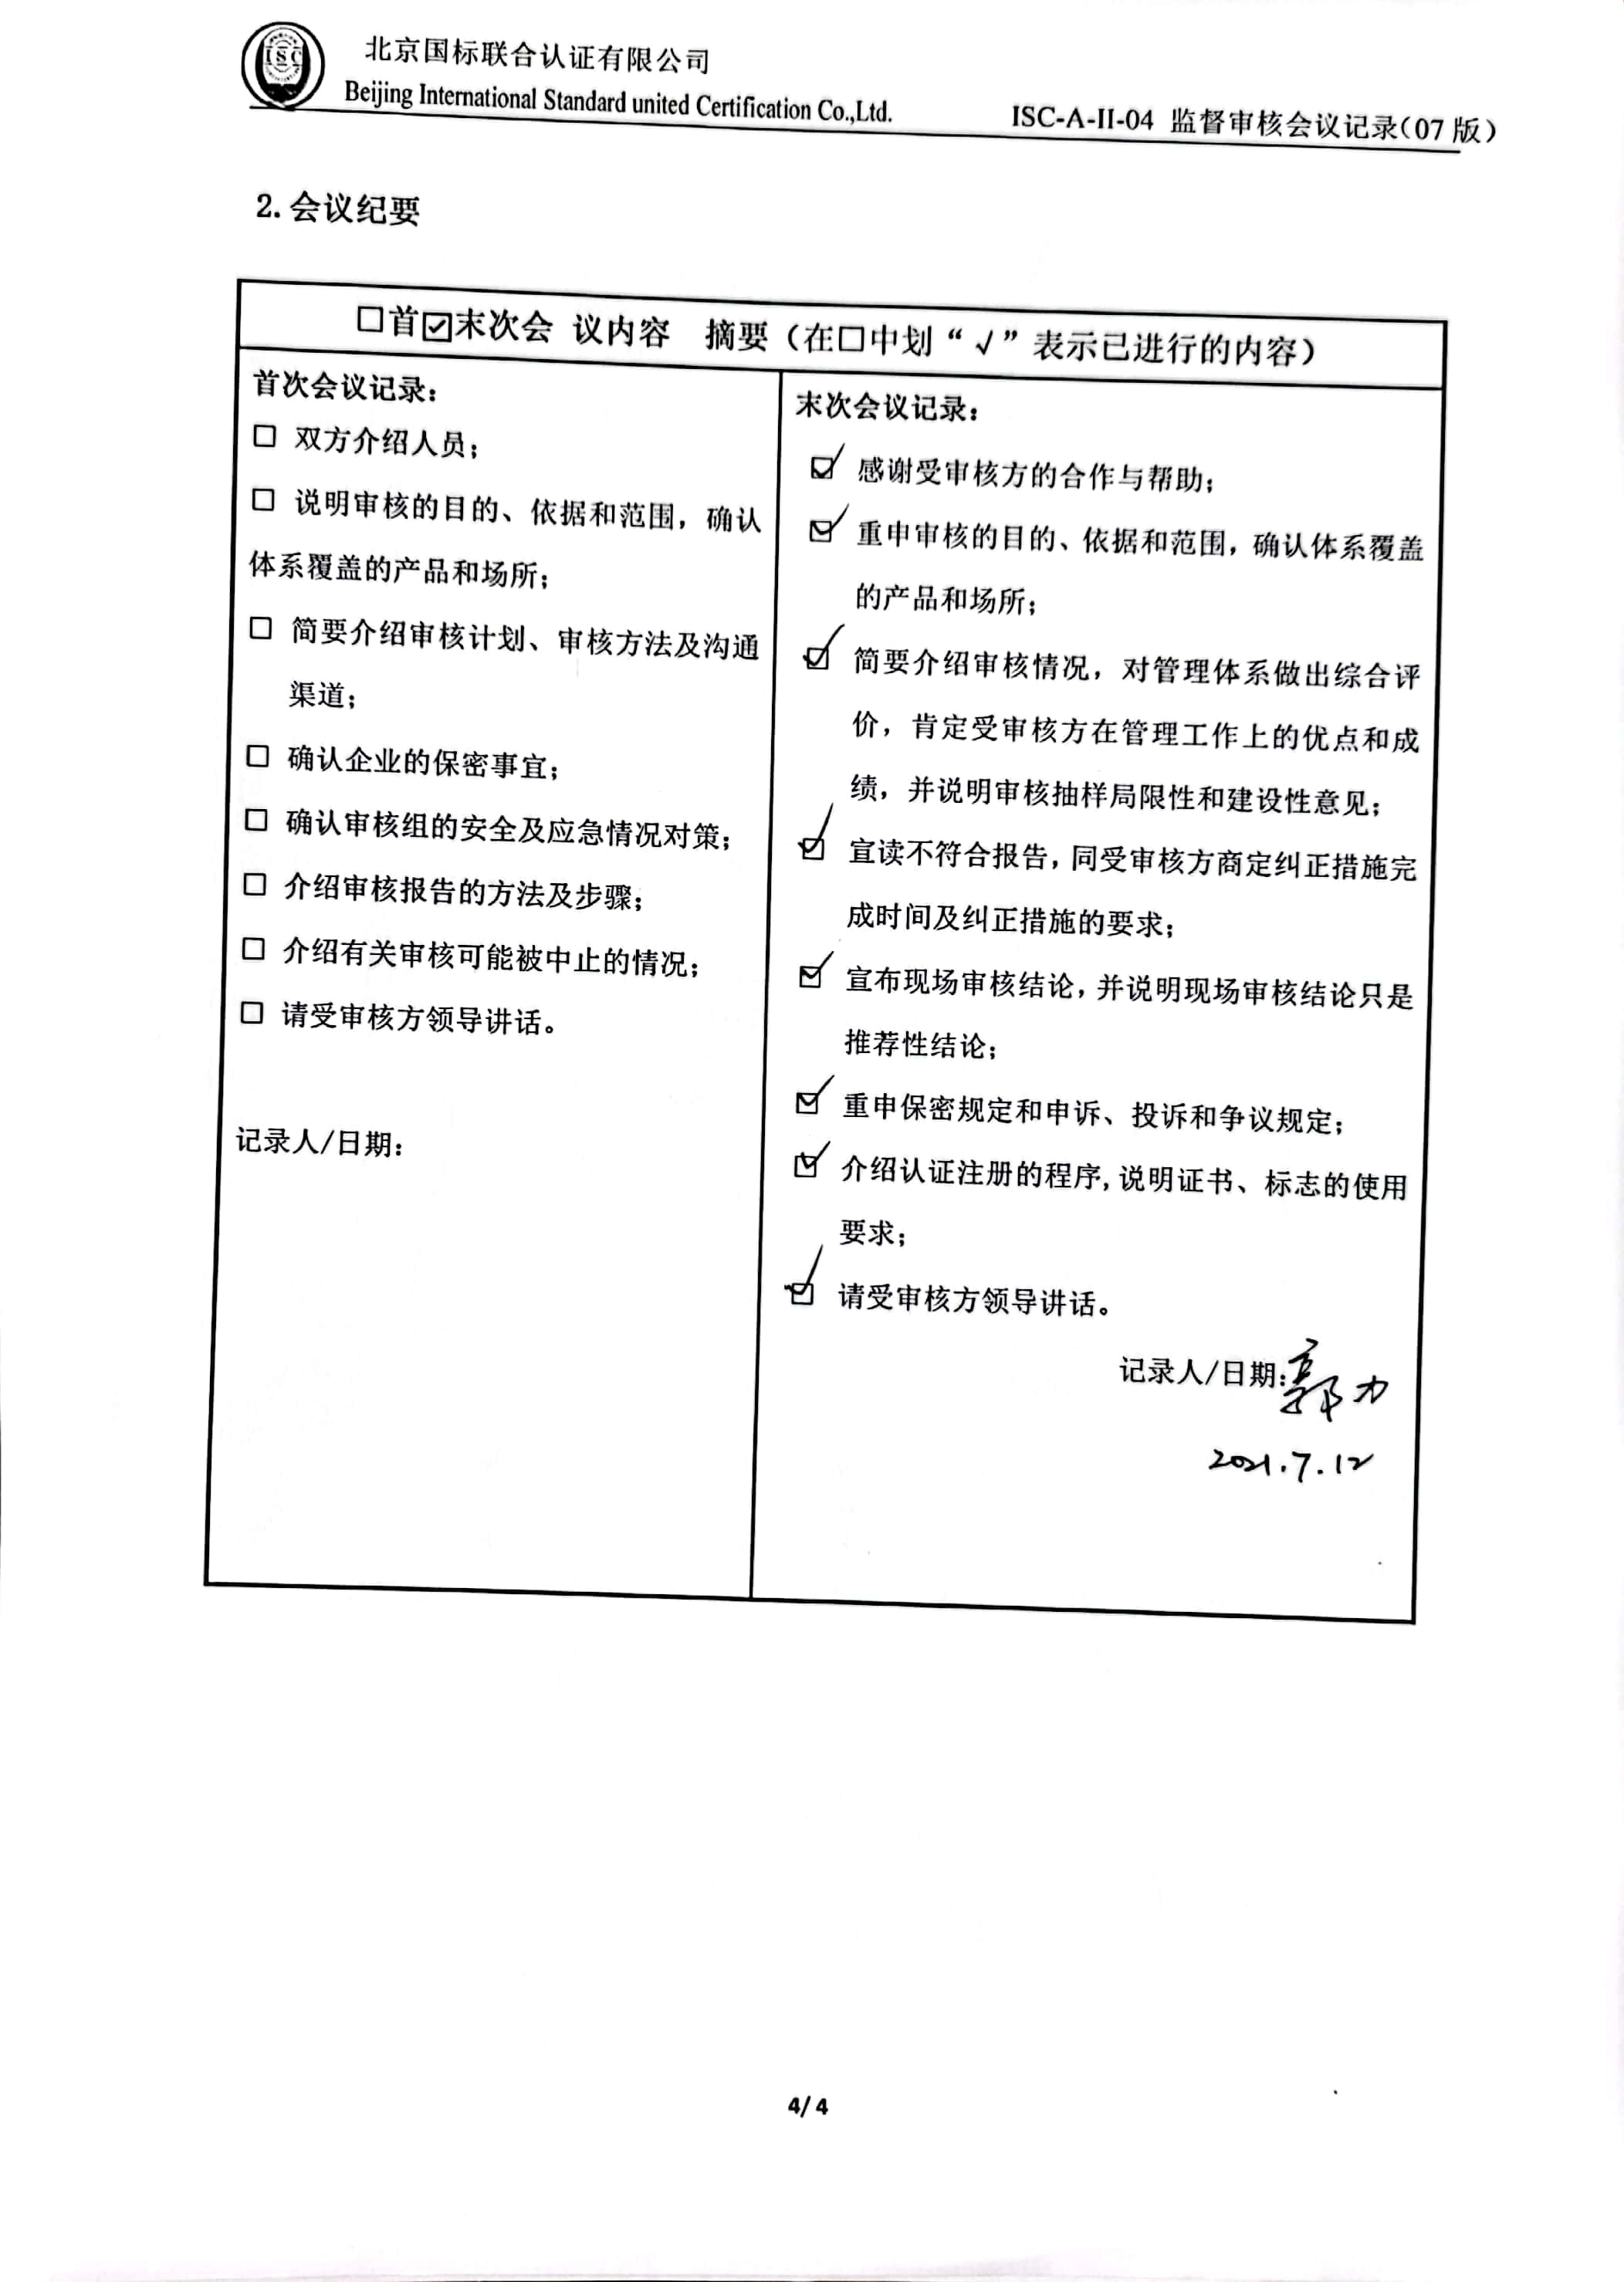 ISC
北京国标联合认证有限公司
Beijing International Standard united Certification Co.,Ltd.
ISC-A-II-04 监督审核会议记录(07 版)
2.会议纪要
□首☑末次会 议内容 摘要（在□中划“√”表示已进行的内容）
首次会议记录：
□ 双方介绍人员；
□ 说明审核的目的、依据和范围，确认
体系覆盖的产品和场所；
□ 简要介绍审核计划、审核方法及沟通
渠道；
□ 确认企业的保密事宜；
□ 确认审核组的安全及应急情况对策；
□ 介绍审核报告的方法及步骤；
□ 介绍有关审核可能被中止的情况；
□ 请受审核方领导讲话。
记录人/日期：
末次会议记录：
☑ 感谢受审核方的合作与帮助；
☑ 重申审核的目的、依据和范围，确认体系覆盖
的产品和场所；
☑ 简要介绍审核情况，对管理体系做出综合评
价，肯定受审核方在管理工作上的优点和成
绩，并说明审核抽样局限性和建设性意见；
☑ 宣读不符合报告，同受审核方商定纠正措施完
成时间及纠正措施的要求；
☑ 宣布现场审核结论，并说明现场审核结论只是
推荐性结论；
☑ 重申保密规定和申诉、投诉和争议规定；
☑ 介绍认证注册的程序，说明证书、标志的使用
要求；
☑ 请受审核方领导讲话。
记录人/日期：郭力
2021.7.12
4/4